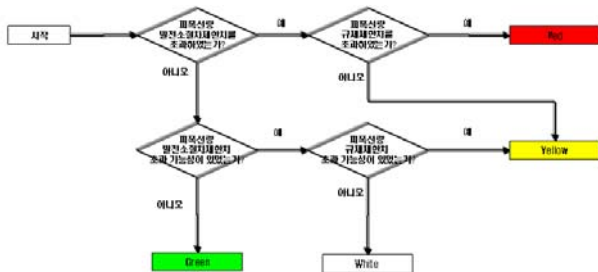 시작
피폭선량
발전소절차제한치를
초과하였는가?
예
피폭선량
규제제한치를
초과하였는가?
예
Red
아니오
아니오
피폭선량
발전소절차제한치
초과 가능성이 있었는가?
예
피폭선량
규제제한치
초과 가능성이 있었는가?
예
Yellow
아니오
아니오
Green
White